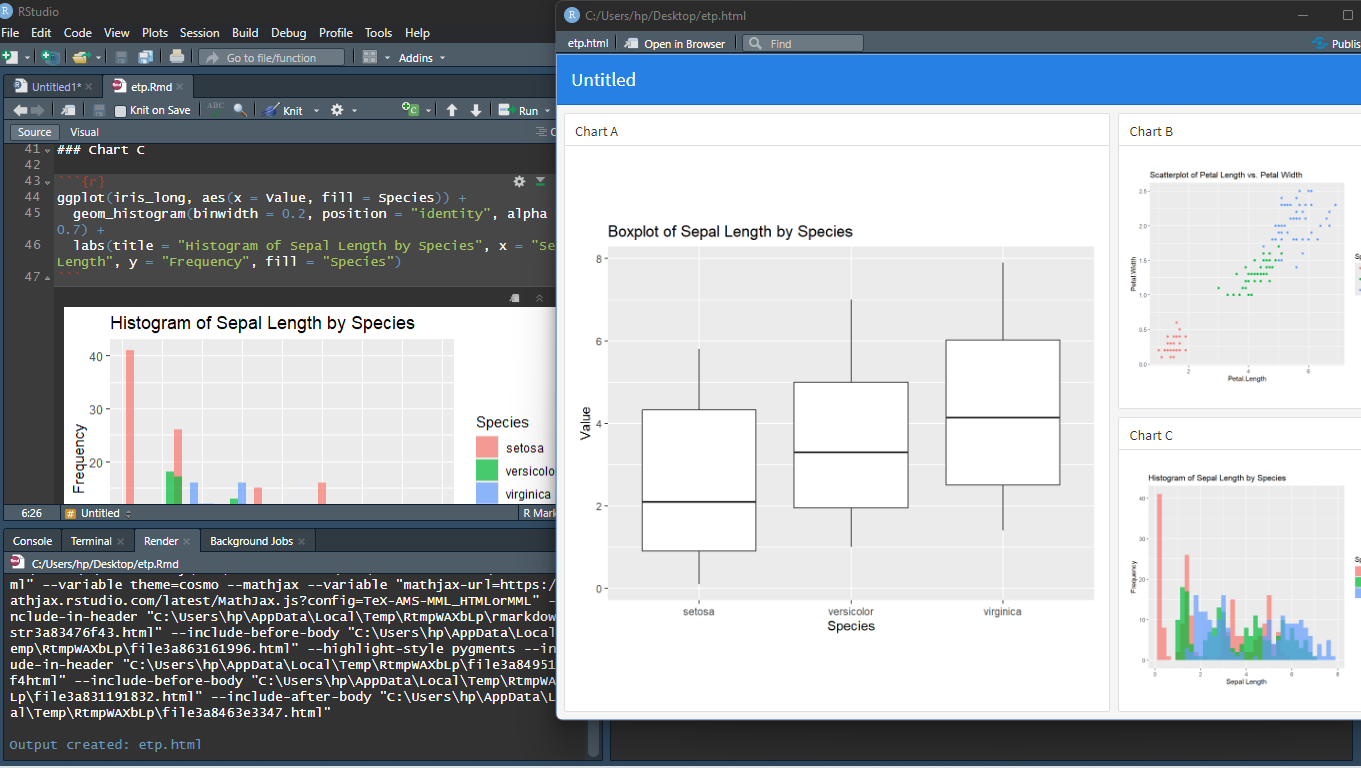 RStudio
File Edit Code View Plots Session Build Debug Profile Tools Help
Go to file/function Addins
Untitled1* etp.Rmd
Knit on Save ABC Knit Run
Source Visual
41 ### Chart C
42
43 ```{r}
44 ggplot(iris_long, aes(x = Value, fill = Species)) +
45 geom_histogram(binwidth = 0.2, position = "identity", alpha
0.7) +
46 labs(title = "Histogram of Sepal Length by Species", x = "Se
Length", y = "Frequency", fill = "Species")
47 ```
Histogram of Sepal Length by Species
Frequency
40
30
20
Species
setosa
versicolo
virginica
6:26 # Untitled R Mark
Console Terminal Render Background Jobs
C:/Users/hp/Desktop/etp.Rmd
ml" --variable theme=cosmo --mathjax --variable "mathjax-url=https:/
athjax.rstudio.com/latest/MathJax.js?config=TeX-AMS-MML_HTMLorMML" -
nclude-in-header "C:\Users\hp\AppData\Local\Temp\RtmpWAXbLp\rmarkdow
str3a83476f43.html" --include-before-body "C:\Users\hp\AppData\Local
emp\RtmpWAXbLp\file3a863161996.html" --highlight-style pygments --in
ude-in-header "C:\Users\hp\AppData\Local\Temp\RtmpWAXbLp\file3a84951
f4html" --include-before-body "C:\Users\hp\AppData\Local\Temp\RtmpWA
Lp\file3a831191832.html" --include-after-body "C:\Users\hp\AppData\L
al\Temp\RtmpWAXbLp\file3a8463e3347.html"
Output created: etp.html
C:/Users/hp/Desktop/etp.html
etp.html Open in Browser Find Publis
Untitled
Chart A
Boxplot of Sepal Length by Species
Value
8
6
4
2
0
setosa versicolor virginica
Species
Chart B
Scatterplot of Petal Length vs. Petal Width
Petal.Width
2.5
2.0
1.5
1.0
0.5
0.0
2 4 6
Petal.Length
Sp
Chart C
Histogram of Sepal Length by Species
Frequency
40
30
20
10
0
0 2 4 6 8
Sepal Length
Sp